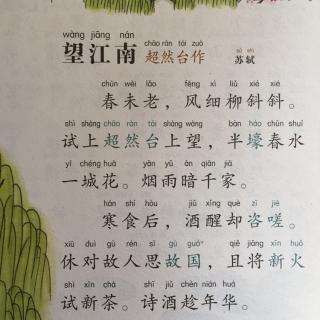 wàng jiāng nán chāo rán tái zuò sū shì
望江南 超然台作 苏轼
chūn wèi lǎo fēng xì liǔ xié xié
春未老，风细柳斜斜。
shì shàng chāo rán tái shàng wàng bàn háo chūn shuǐ
试上超然台上望，半壕春水
yì chéng huā yān yǔ àn qiān jiā
一城花。烟雨暗千家。
hán shí hòu jiǔ xǐng què zī jiē
寒食后，酒醒却咨嗟。
xiū duì gù rén sī gù guó qiě jiāng xīn huǒ
休对故人思故国，且将新火
shì xīn chá shī jiǔ chèn nián huá
试新茶。诗酒趁年华。